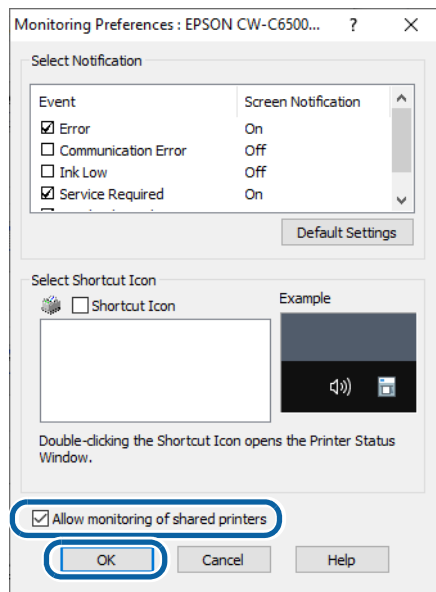 Monitoring Preferences : EPSON CW-C6500... ?
Select Notification
Event Screen Notification
Error On
Communication Error Off
Ink Low Off
Service Required On
Default Settings
Select Shortcut Icon
Shortcut Icon
Example
Double-clicking the Shortcut Icon opens the Printer Status
Window.
Allow monitoring of shared printers
OK Cancel Help